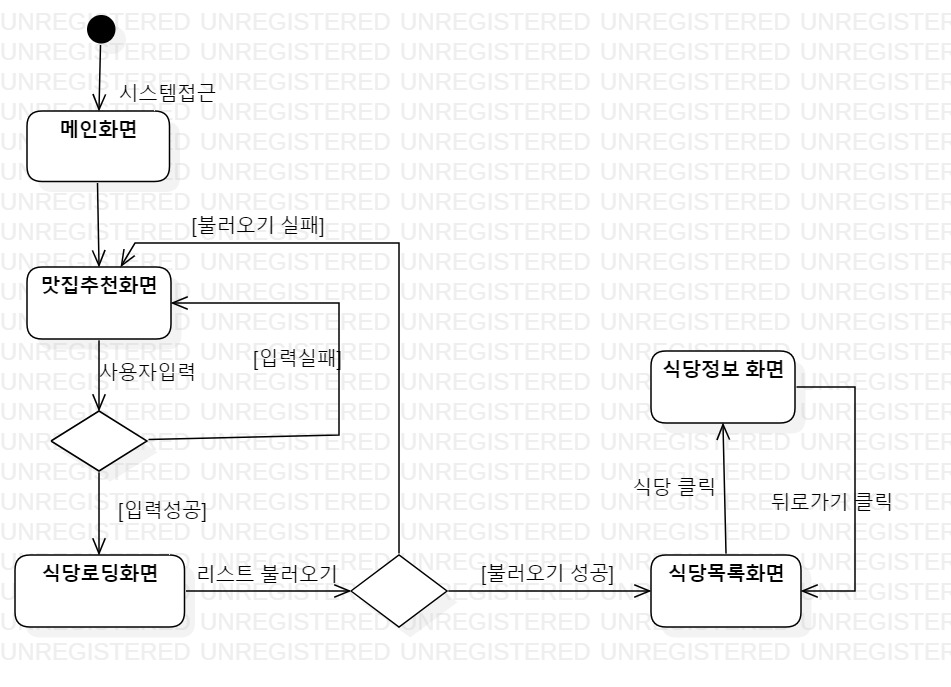 시스템접근
메인화면
[불러오기 실패]
맛집추천화면
[입력실패]
사용자입력
식당정보 화면
식당 클릭
뒤로가기 클릭
[입력성공]
식당로딩화면
리스트 불러오기
[불러오기 성공]
식당목록화면
UNREGISTERED